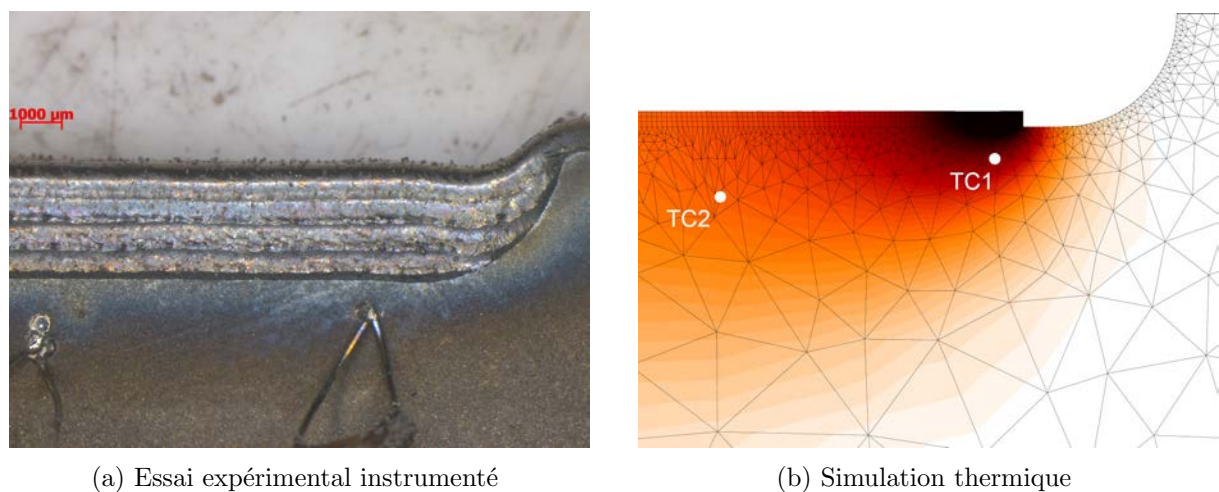 1000 µm
TC1
TC2
(a) Essai expérimental instrumenté
(b) Simulation thermique